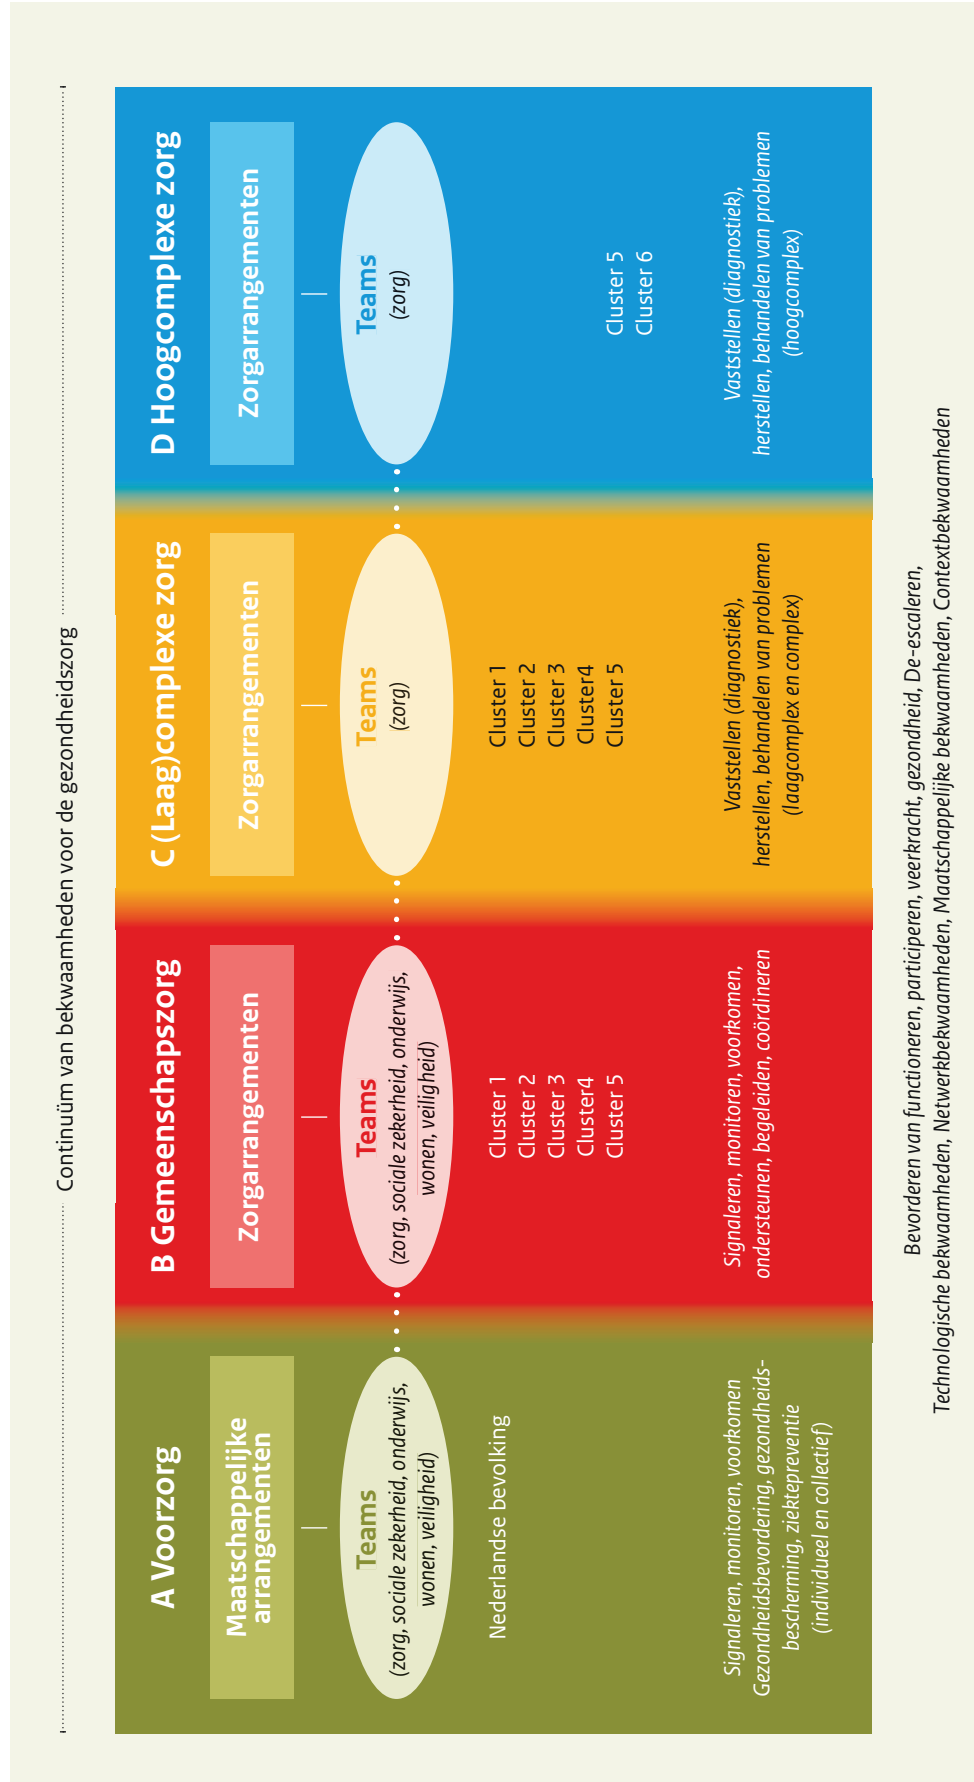 Continuüm van bekwaamheden voor de gezondheidszorg
A Voorzorg
Maatschappelijke
arrangementen
Teams
(zorg, sociale zekerheid, onderwijs,
wonen, veiligheid)
Nederlandse bevolking
Signaleren, monitoren, voorkomen
Gezondheidsbevordering, gezondheids-
bescherming, ziektepreventie
(individueel en collectief)
B Gemeenschapszorg
Zorgarrangementen
Teams
(zorg, sociale zekerheid, onderwijs,
wonen, veiligheid)
Cluster 1
Cluster 2
Cluster 3
Cluster4
Cluster 5
Signaleren, monitoren, voorkomen,
ondersteunen, begeleiden, coördineren
C (Laag)complexe zorg
Zorgarrangementen
Teams
(zorg)
Cluster 1
Cluster 2
Cluster 3
Cluster4
Cluster 5
Vaststellen (diagnostiek),
herstellen, behandelen van problemen
(laagcomplex en complex)
D Hoogcomplexe zorg
Zorgarrangementen
Teams
(zorg)
Cluster 5
Cluster 6
Vaststellen (diagnostiek),
herstellen, behandelen van problemen
(hoogcomplex)
Bevorderen van functioneren, participeren, veerkracht, gezondheid, De-escaleren,
Technologische bekwaamheden, Netwerkbekwaamheden, Maatschappelijke bekwaamheden, Contextbekwaamheden